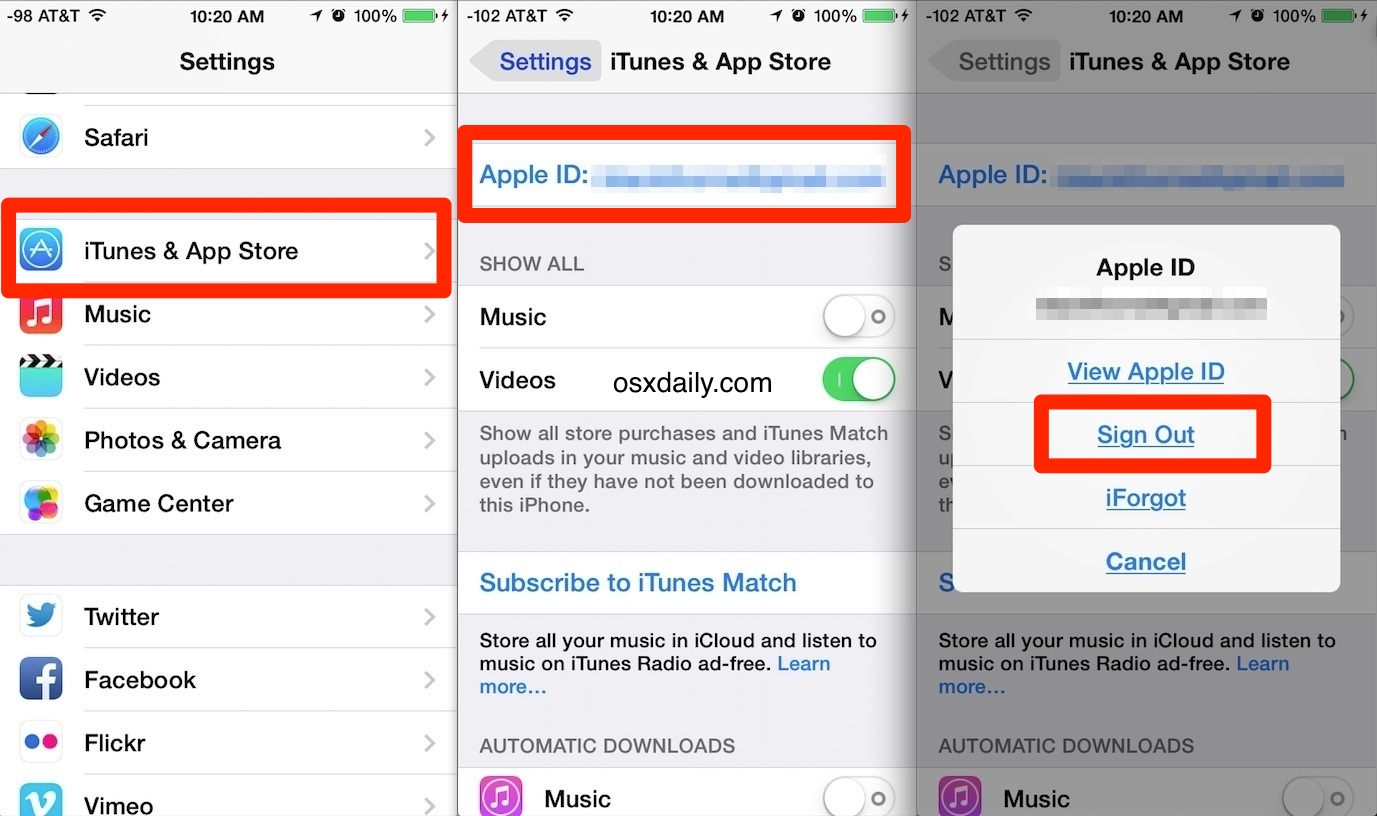 -98 AT&T 10:20 AM 100%
Settings
Safari
iTunes & App Store
Music
Videos
Photos & Camera
Game Center
Twitter
Facebook
Flickr
Vimeo
-102 AT&T 10:20 AM 100%
Settings iTunes & App Store
Apple ID:
SHOW ALL
Music
Videos
osxdaily.com
Show all store purchases and iTunes Match
uploads in your music and video libraries,
even if they have not been downloaded to
this iPhone.
Subscribe to iTunes Match
Store all your music in iCloud and listen to
music on iTunes Radio ad-free. Learn
more...
AUTOMATIC DOWNLOADS
Music
-102 AT&T 10:20 AM 100%
Settings iTunes & App Store
Apple ID:
Apple ID
View Apple ID
Sign Out
iForgot
Cancel
Store all your music in iCloud and listen to
music on iTunes Radio ad-free. Learn
more...
AUTOMATIC DOWNLOADS
Music